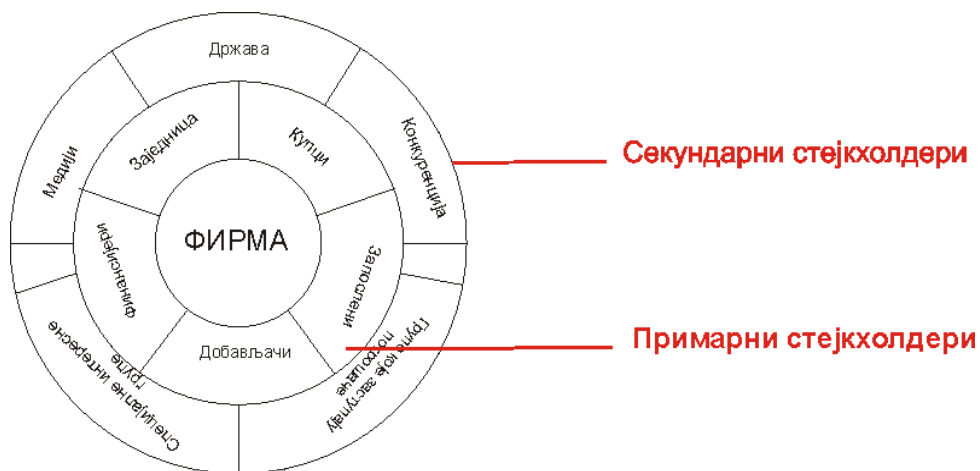 Држава
Медији
Заједница
Купци
Конкуренција
Секундарни стејкхолдери
ФИРМА
Финансијери
Запослени
Примарни стејкхолдери
Добављачи
Специјалне интересне
групе
Групе које заступају
потрошаче